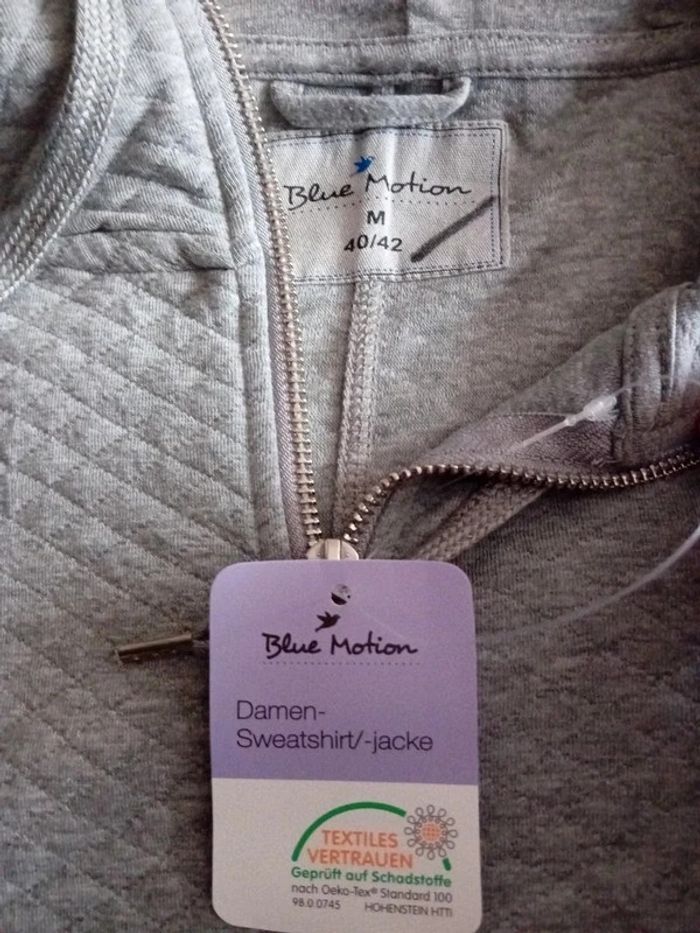 Blue Motion
M
40/42
Blue Motion
Damen-
Sweatshirt/-jacke
TEXTILES
VERTRAUEN
Geprüft auf Schadstoffe
nach Oeko-Tex® Standard 100
98.0.0745 HOHENSTEIN HTTI